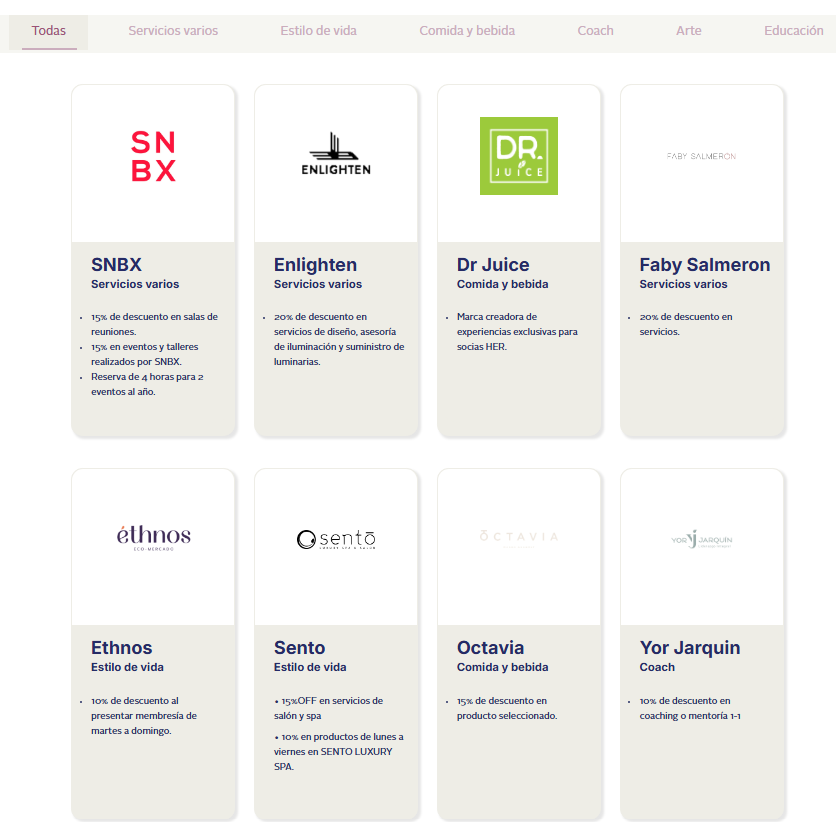 Todas Servicios varios Estilo de vida Comida y bebida Coach Arte Educación
SN
BX
ENLIGHTEN
DR.
JUICE
FABY SALMERON
SNBX
Servicios varios
• 15% de descuento en salas de
reuniones.
• 15% en eventos y talleres
realizados por SNBX.
• Reserva de 4 horas para 2
eventos al año.
Enlighten
Servicios varios
• 20% de descuento en
servicios de diseño, asesoría
de iluminación y suministro de
luminarias.
Dr Juice
Comida y bebida
• Marca creadora de
experiencias exclusivas para
socias HER.
Faby Salmeron
Servicios varios
• 20% de descuento en
servicios.
éthnos
ECO MERCADO
sentō
LUXURY SPA & SALON
ŌCTAVIA
YOR JARQUÍN
Ethnos
Estilo de vida
• 10% de descuento al
presentar membresía de
martes a domingo.
Sento
Estilo de vida
• 15%OFF en servicios de
salón y spa
• 10% en productos de lunes a
viernes en SENTO LUXURY
SPA.
Octavia
Comida y bebida
• 15% de descuento en
producto seleccionado.
Yor Jarquin
Coach
• 10% de descuento en
coaching o mentoría 1-1